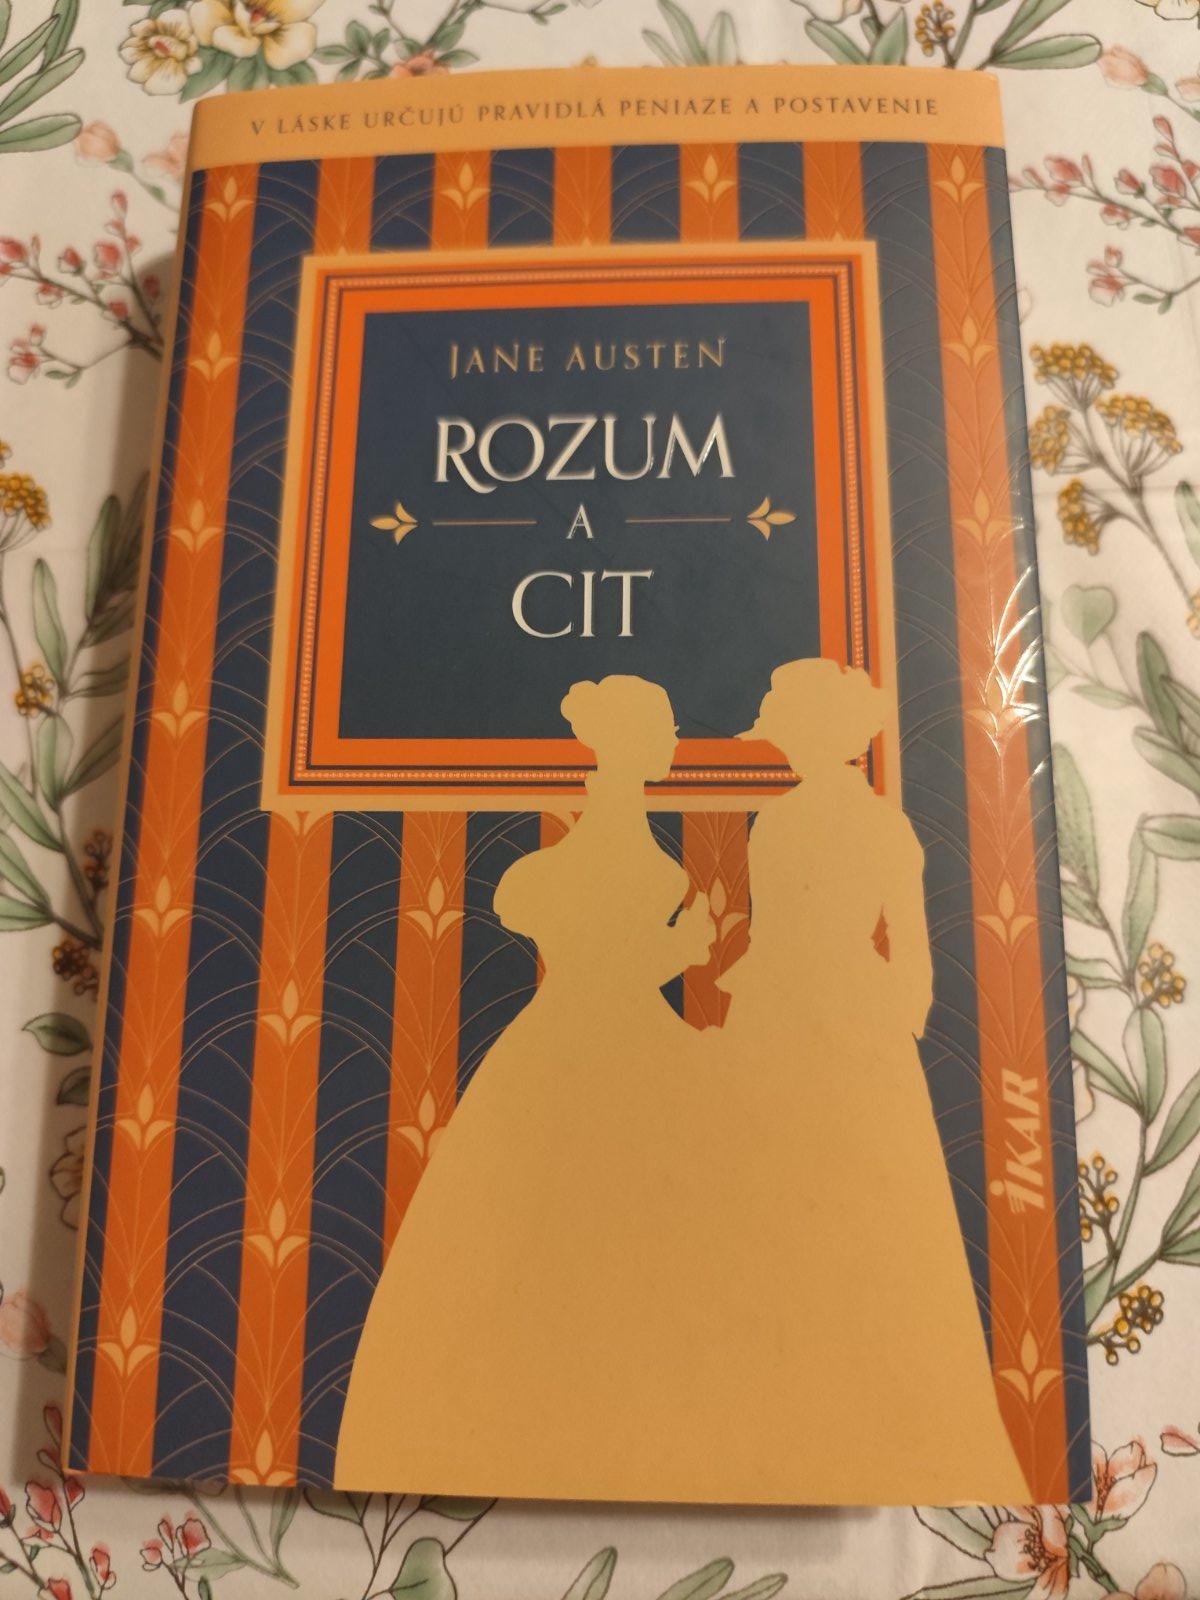 V LÁSKE URČUJÚ PRAVIDLÁ PENIAZE A POSTAVENIE
JANE AUSTEN
ROZUM
A
CIT
IKAR